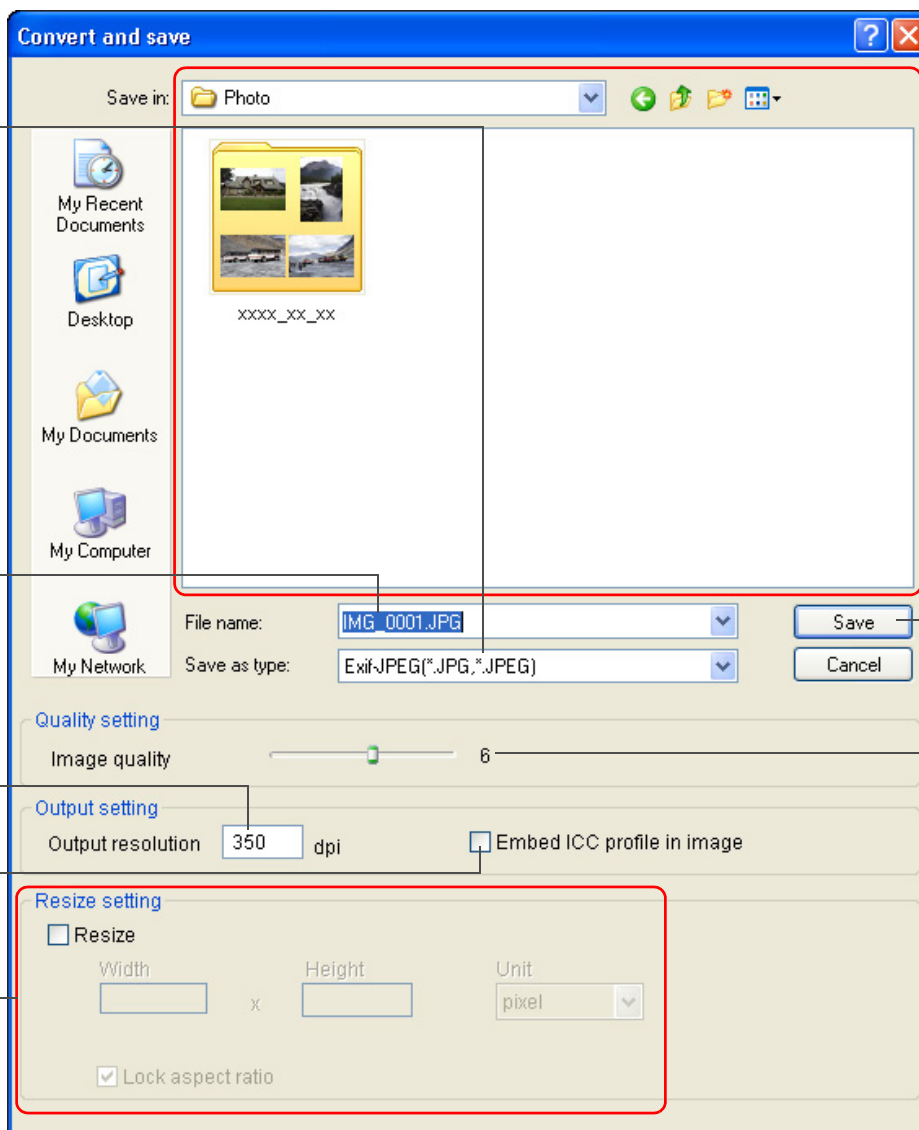 Convert and save
Save in: Photo
My Recent
Documents
Desktop
My Documents
My Computer
My Network
xxxx_xx_xx
File name: IMG_0001.JPG Save
Save as type: Exif-JPEG(*.JPG,*.JPEG) Cancel
Quality setting
Image quality 6
Output setting
Output resolution 350 dpi Embed ICC profile in image
Resize setting
Resize
Width Height Unit
x pixel
Lock aspect ratio